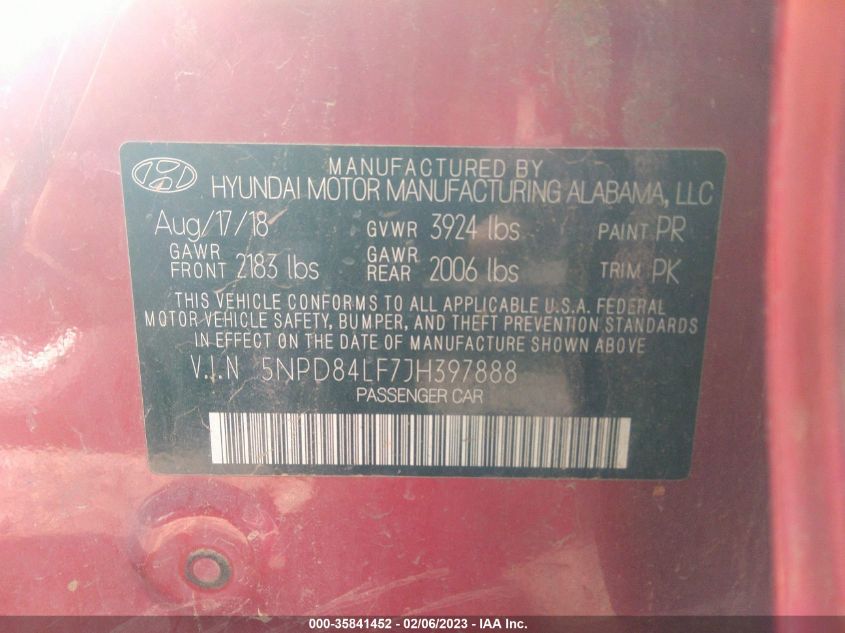 MANUFACTURED BY
HYUNDAI MOTOR MANUFACTURING ALABAMA, LLC
Aug/17/18 GVWR 3924 lbs PAINT PR
GAWR FRONT 2183 lbs GAWR REAR 2006 lbs TRIM PK
THIS VEHICLE CONFORMS TO ALL APPLICABLE U.S.A. FEDERAL
MOTOR VEHICLE SAFETY, BUMPER, AND THEFT PREVENTION STANDARDS
IN EFFECT ON THE DATE OF MANUFACTURE SHOWN ABOVE
V.I.N 5NPD84LF7JH397888
PASSENGER CAR
000-35841452 - 02/06/2023 - IAA Inc.